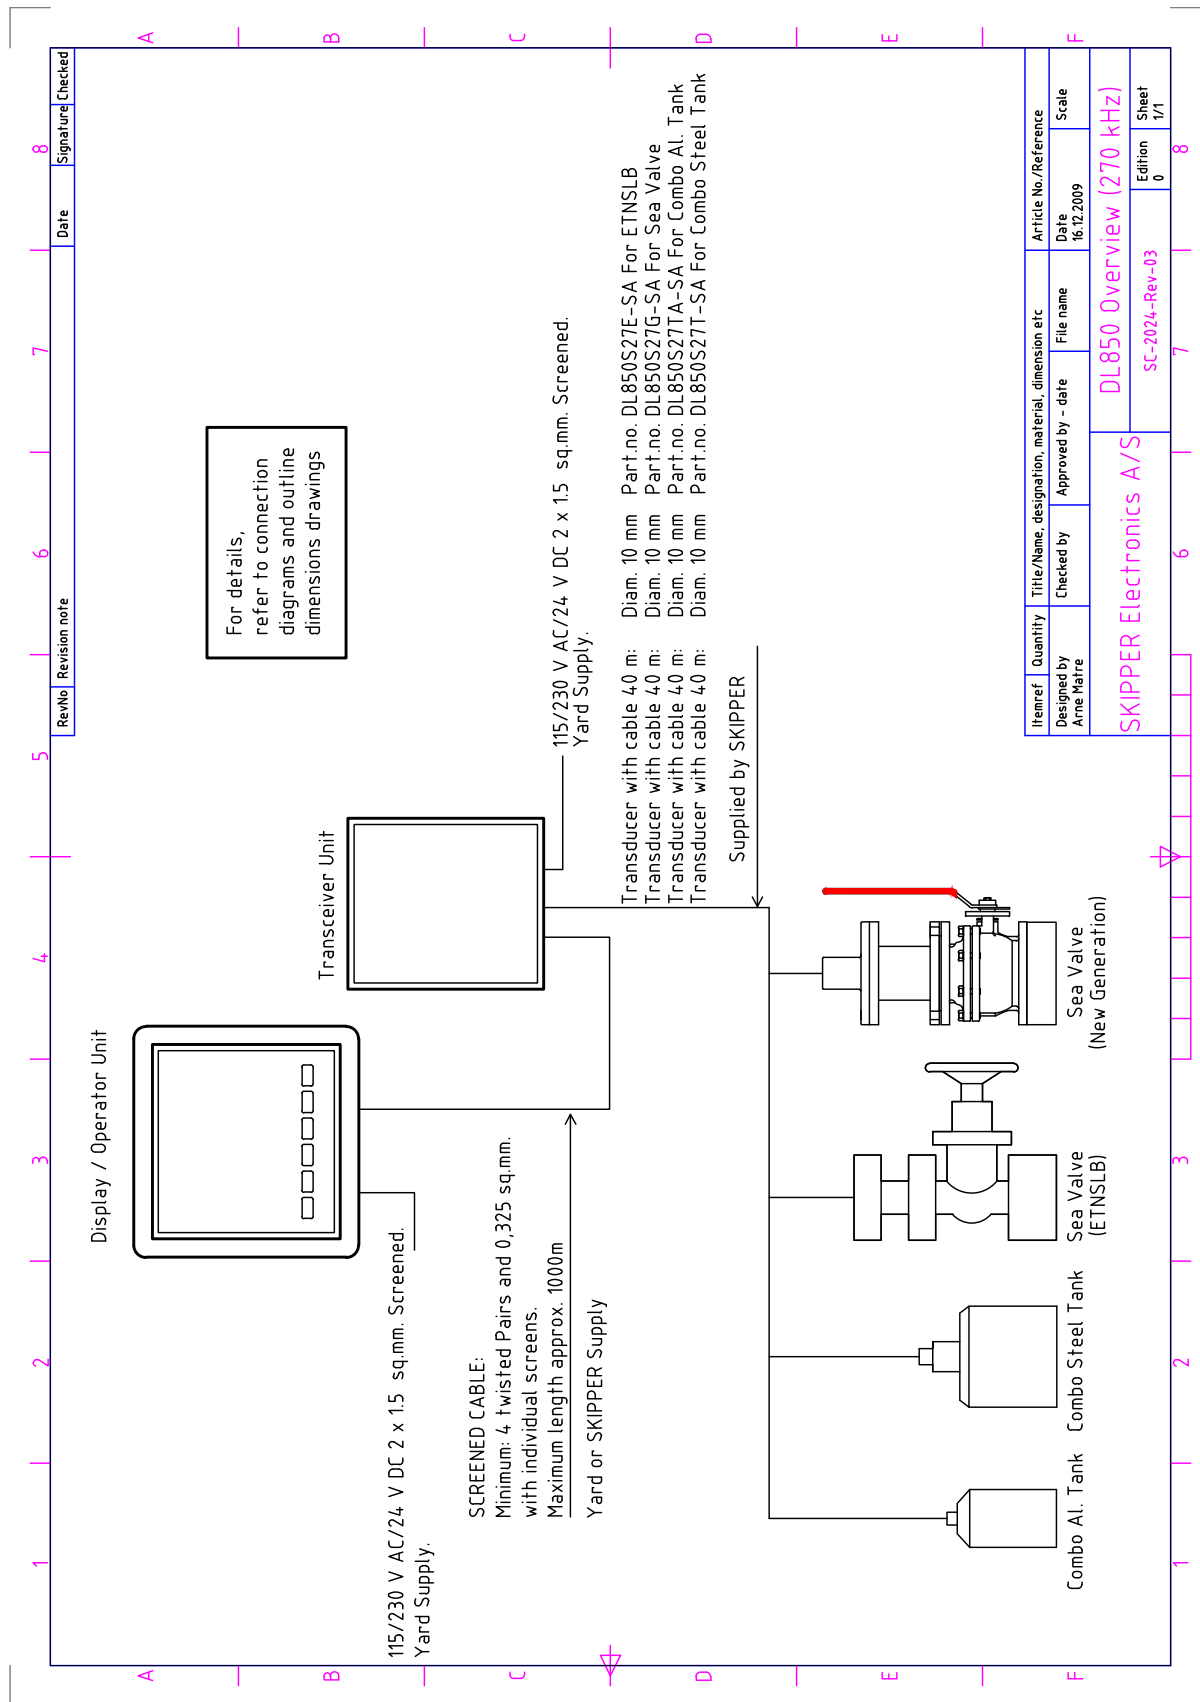 1 2 3 4 5 6 7 8
A
B
C
D
E
F
A
B
C
D
E
F
1 2 3 4 5 6 7 8
RevNo Revision note Date Signature Checked
Display / Operator Unit
Transceiver Unit
For details,
refer to connection
diagrams and outline
dimensions drawings
115/230 V AC/24 V DC 2 x 1.5 sq.mm. Screened.
Yard Supply.
SCREENED CABLE:
Minimum: 4 twisted Pairs and 0,325 sq.mm.
with individual screens.
Maximum length approx. 1000m
Yard or SKIPPER Supply
115/230 V AC/24 V DC 2 x 1.5 sq.mm. Screened.
Yard Supply.
Transducer with cable 40 m: Diam. 10 mm Part.no. DL850S27E-SA For ETNSLB
Transducer with cable 40 m: Diam. 10 mm Part.no. DL850S27G-SA For Sea Valve
Transducer with cable 40 m: Diam. 10 mm Part.no. DL850S27TA-SA For Combo Al. Tank
Transducer with cable 40 m: Diam. 10 mm Part.no. DL850S27T-SA For Combo Steel Tank
Supplied by SKIPPER
Combo Al. Tank
Combo Steel Tank
Sea Valve
(ETNSLB)
Sea Valve
(New Generation)
Itemref Quantity Title/Name, designation, material, dimension etc Article No./Reference
Designed by
Arne Matre
Checked by
Approved by - date
File name
Date
16.12.2009
Scale
SKIPPER Electronics A/S
DL850 Overview (270 kHz)
SC-2024-Rev-03
Edition
0
Sheet
1/1